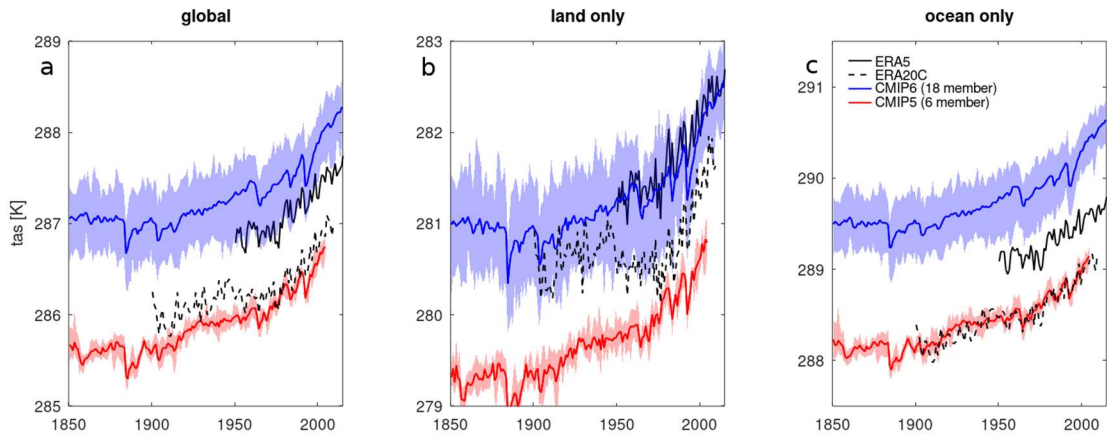 global
land only
ocean only
a
b
c
ERA5
ERA20C
CMIP6 (18 member)
CMIP5 (6 member)
tas [K]
289
288
287
286
285
283
282
281
280
279
291
290
289
288
1850 1900 1950 2000
1850 1900 1950 2000
1850 1900 1950 2000